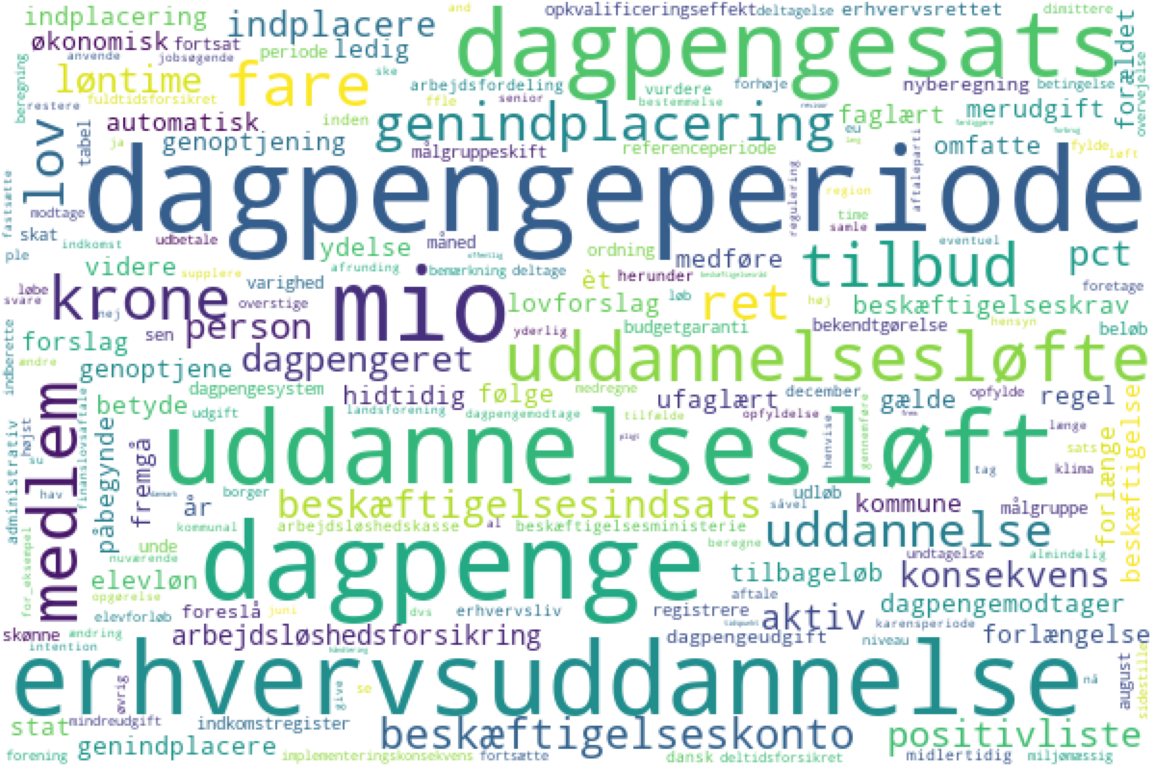 indplacering
indplacere
dagpengesats
opkvalificeringseffekt
deltagelse
erhvervsrettet
and
dimittere
økonomisk
fortsat
anvende
jobsøgende
periode
ledig
løntime
fare
ske
beregning
restere
fuldtidsforsikret
arbejdsfordeling
vurdere
forhøje
nyberegning
betingelse
forældet
overvejelse
ffle
senior
bestemmelse
lov
tabel
automatisk
inden
genindplacering
faglært
merudgift
ja
genoptjening
målgruppeskift
referenceperiode
eu
omfatte
fylde
løft
dagpengeperiode
regulering
aftaleparti
region
time
samle
fastsætte
modtage
skat
indkomst
udbetale
ydelse
måned
ordning
medføre
tilbud
eventuel
pct
ple
videre
supplere
afrunding
bemærkning
deltage
èt
herunder
varighed
foretage
løbe
svare
krone
nej
overstige
mio
lovforslag
løb
ret
høj
beskæftigelseskrav
person
sen
yderlig
budgetgaranti
bekendtgørelse
hensyn
beløb
forslag
indberette
andre
genoptjene
dagpengeret
uddannelsesløfte
medlem
dagpengesystem
hidtidig
følge
medregne
ufaglært
december
gælde
opfylde
regel
betyde
udgift
landsforening
dagpengemodtage
tilfælde
opfyldelse
længe
højst
su
finanslovsaftale
administrativ
hav
påbegynde
fremgå
uddannelsesløft
pligt
henvise
gennemføre
sats
tag
klima
forlænge
beskæftigelse
år
borger
beskæftigelsesindsats
udløb
såvel
kommune
målgruppe
kommunal
arbejdsløshedskasse
al
beskæftigelsesministerie
uddannelse
for_eksempel
unde
nuværende
dagpenge
beregne
undtagelse
almindelig
elevløn
opgørelse
tilbageløb
konsekvens
elevforløb
foreslå
juni
dvs
erhvervsliv
registrere
aftale
aktiv
dagpengemodtager
karensperiode
skønne
ændring
intention
arbejdsløshedsforsikring
dagpengeudgift
niveau
forlængelse
erhvervsuddannelse
øvrig
give
se
nå
august
sidestille
stat
mindreudgift
indkomstregister
beskæftigelseskonto
positivliste
forening
genindplacere
implementeringskonsekvens
fortsætte
dansk
deltidsforsikret
midlertidig
miljømæssig